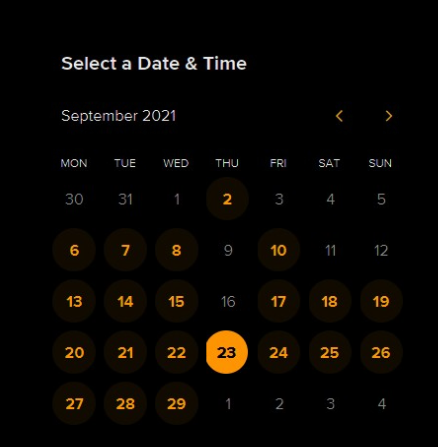 Select a Date & Time
September 2021
MON TUE WED THU FRI SAT SUN
30 31 1 2 3 4 5
6 7 8 9 10 11 12
13 14 15 16 17 18 19
20 21 22 23 24 25 26
27 28 29 1 2 3 4